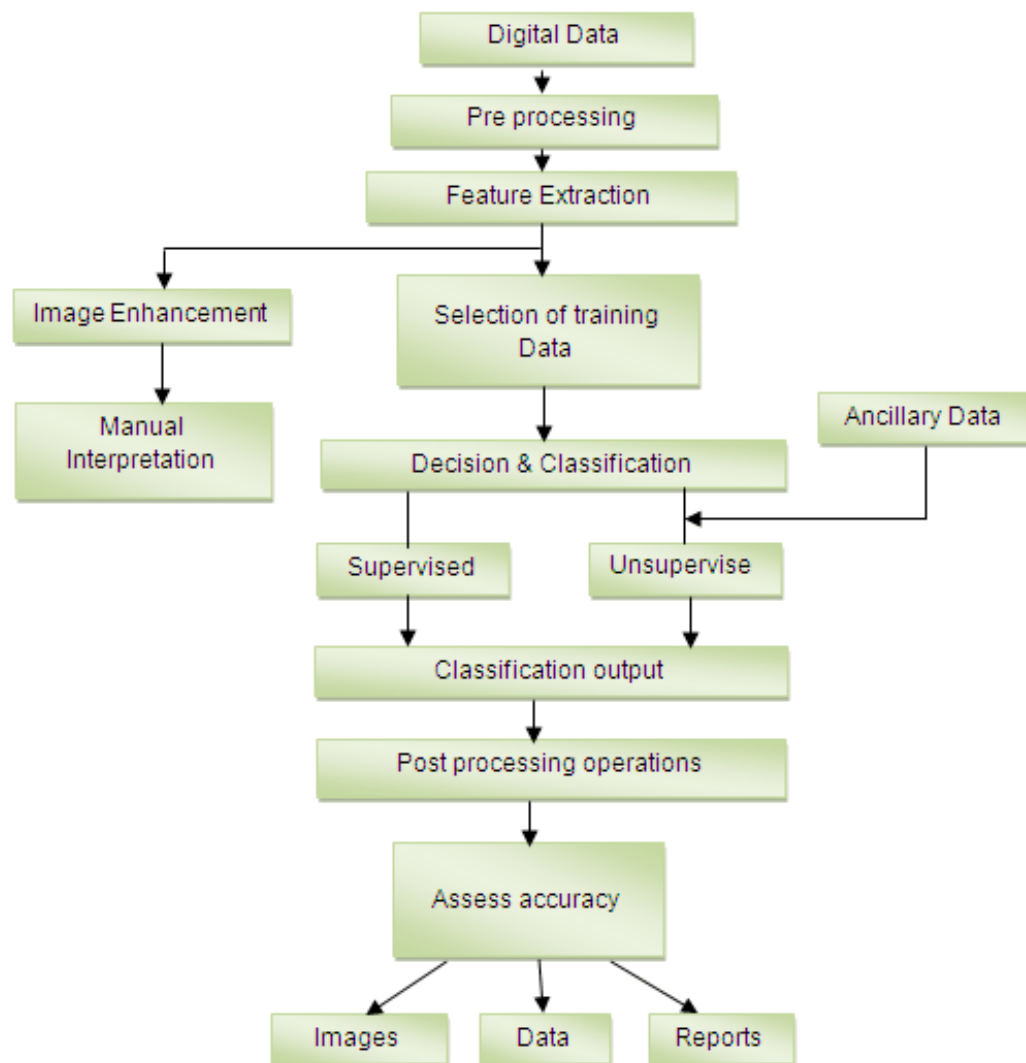 Digital Data
Pre processing
Feature Extraction
Image Enhancement
Selection of training
Data
Manual
Interpretation
Ancillary Data
Decision & Classification
Supervised
Unsupervise
Classification output
Post processing operations
Assess accuracy
Images
Data
Reports